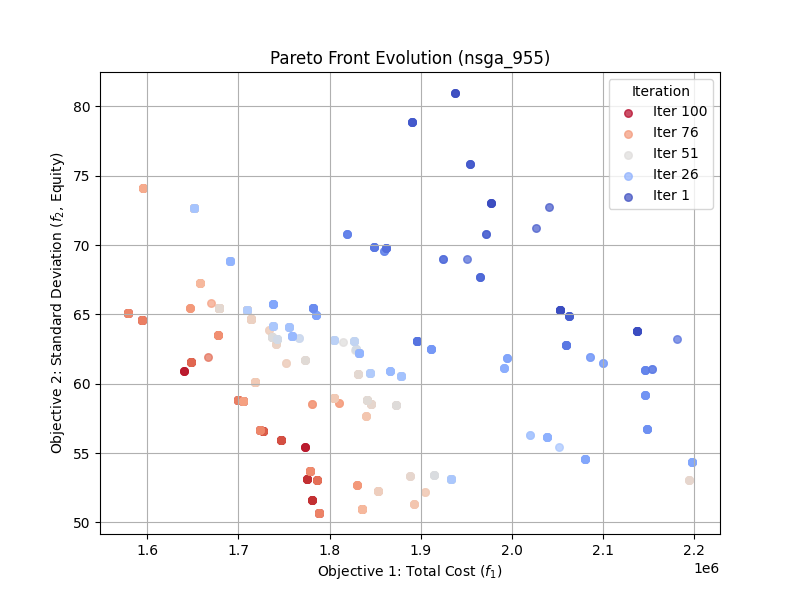 Pareto Front Evolution (nsga_955)
Iteration
Iter 100
Iter 76
Iter 51
Iter 26
Iter 1
Objective 2: Standard Deviation (f₂, Equity)
80
75
70
65
60
55
50
1.6
1.7
1.8
1.9
2.0
2.1
2.2
1e6
Objective 1: Total Cost (f₁)